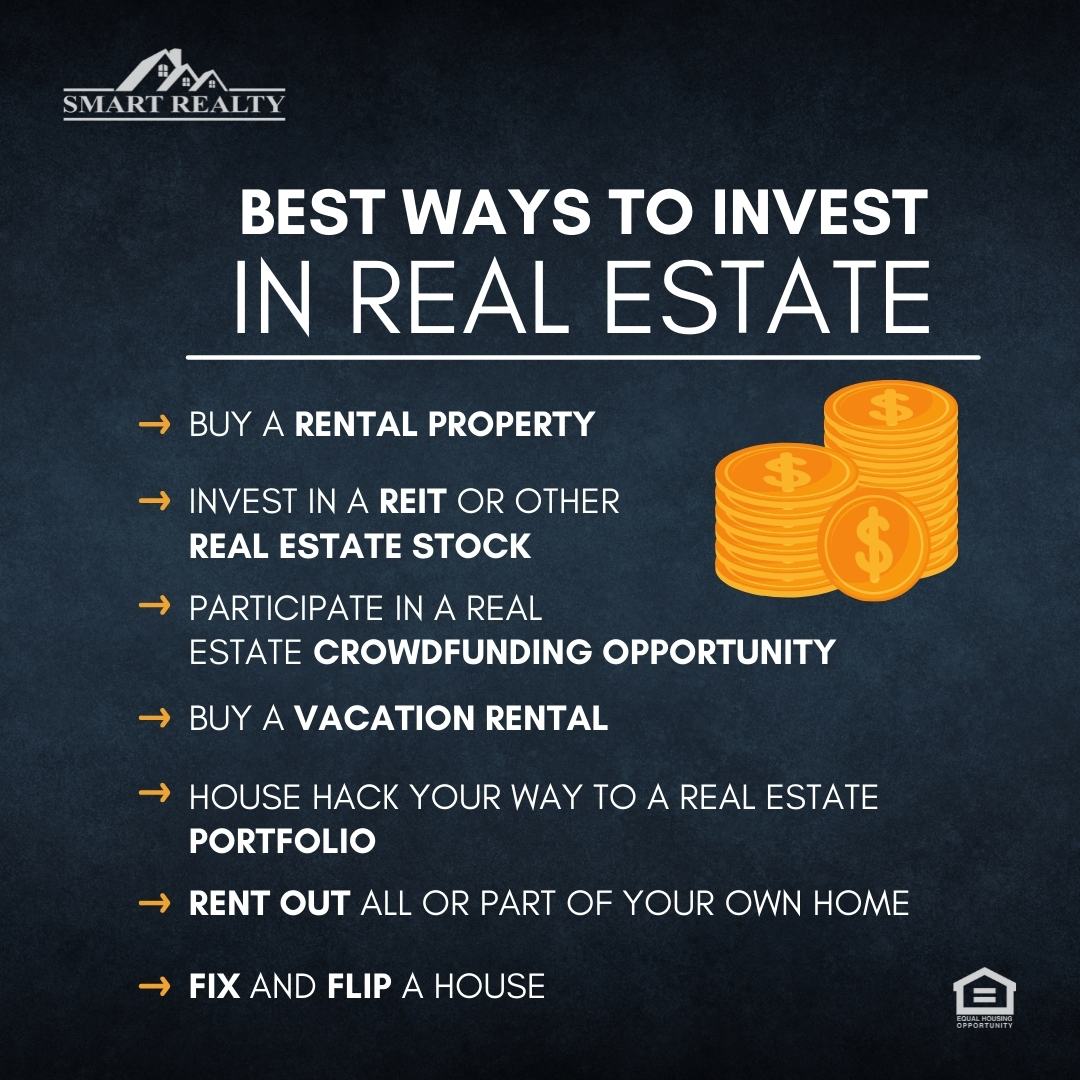 SMART REALTY
BEST WAYS TO INVEST
IN REAL ESTATE
→ BUY A RENTAL PROPERTY
→ INVEST IN A REIT OR OTHER
REAL ESTATE STOCK
→ PARTICIPATE IN A REAL
ESTATE CROWDFUNDING OPPORTUNITY
→ BUY A VACATION RENTAL
→ HOUSE HACK YOUR WAY TO A REAL ESTATE
PORTFOLIO
→ RENT OUT ALL OR PART OF YOUR OWN HOME
→ FIX AND FLIP A HOUSE
$
$
$
EQUAL HOUSING
OPPORTUNITY